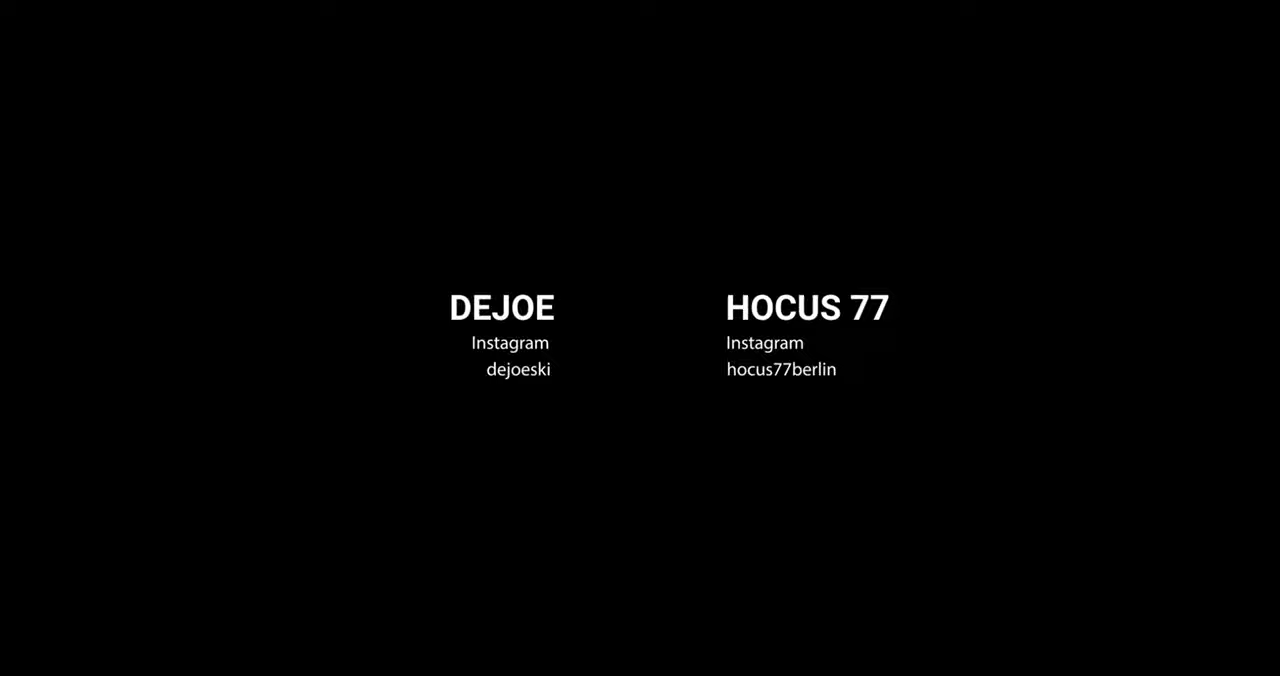 DEJOE
Instagram
dejoeski
HOCUS 77
Instagram
hocus77berlin